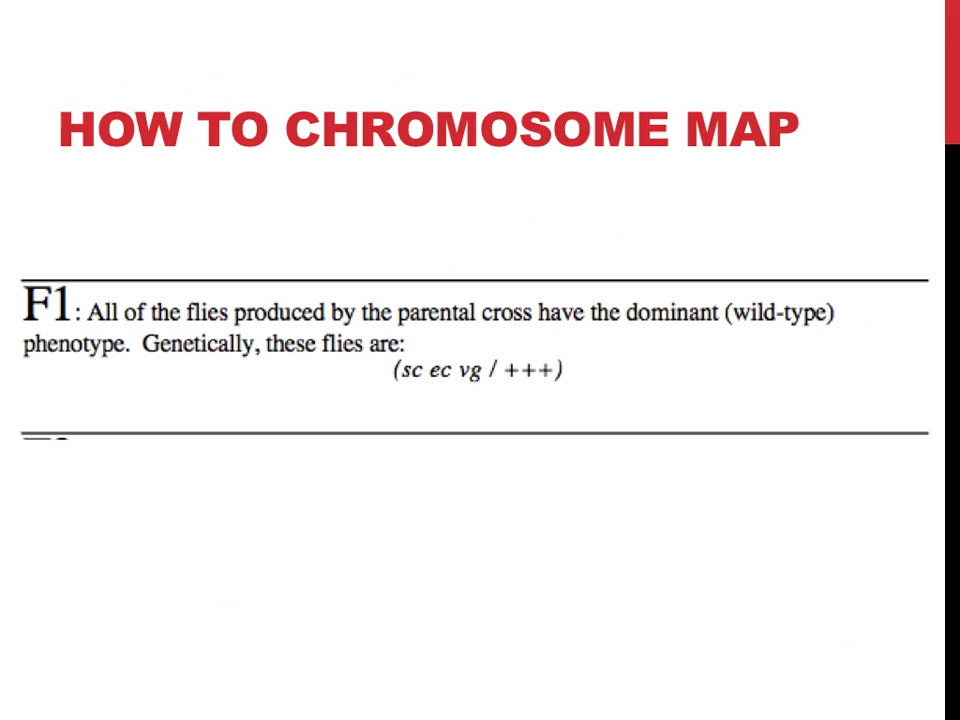 HOW TO CHROMOSOME MAP
F1: All of the flies produced by the parental cross have the dominant (wild-type)
phenotype. Genetically, these flies are:
(sc ec vg / +++)